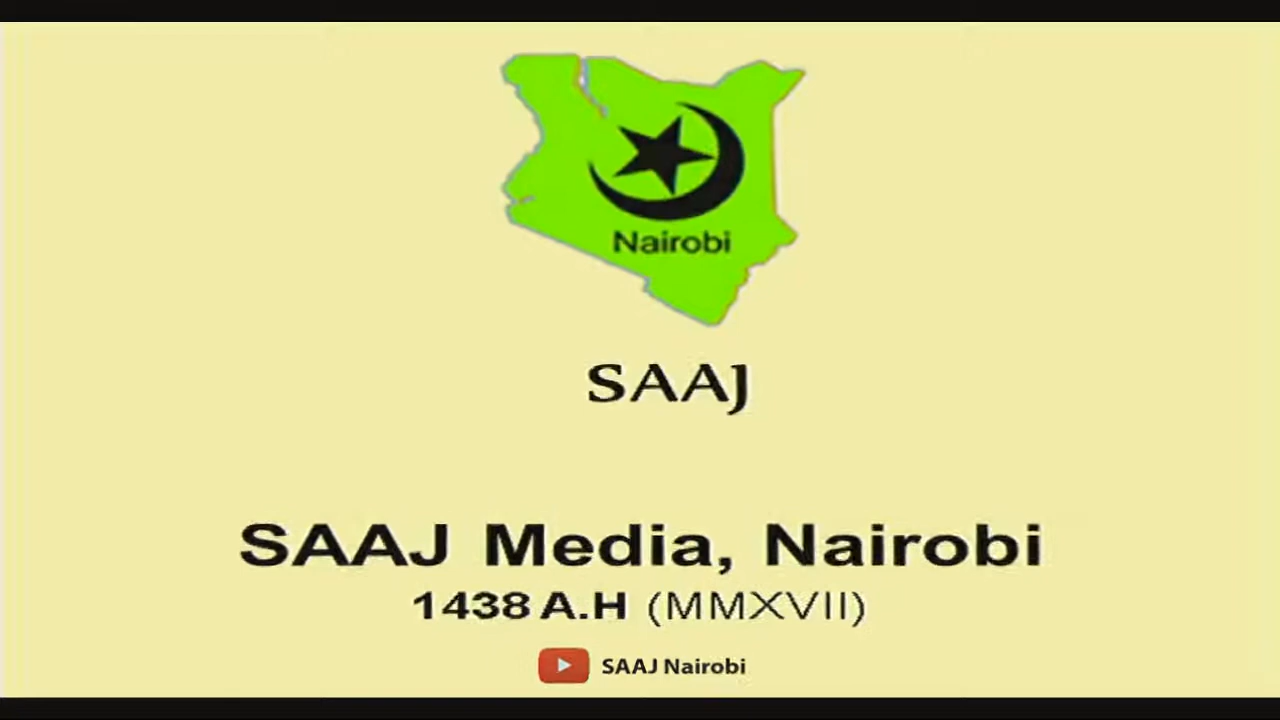 Nairobi
SAAJ
SAAJ Media, Nairobi
1438 A.H (MMXVII)
SAAJ Nairobi